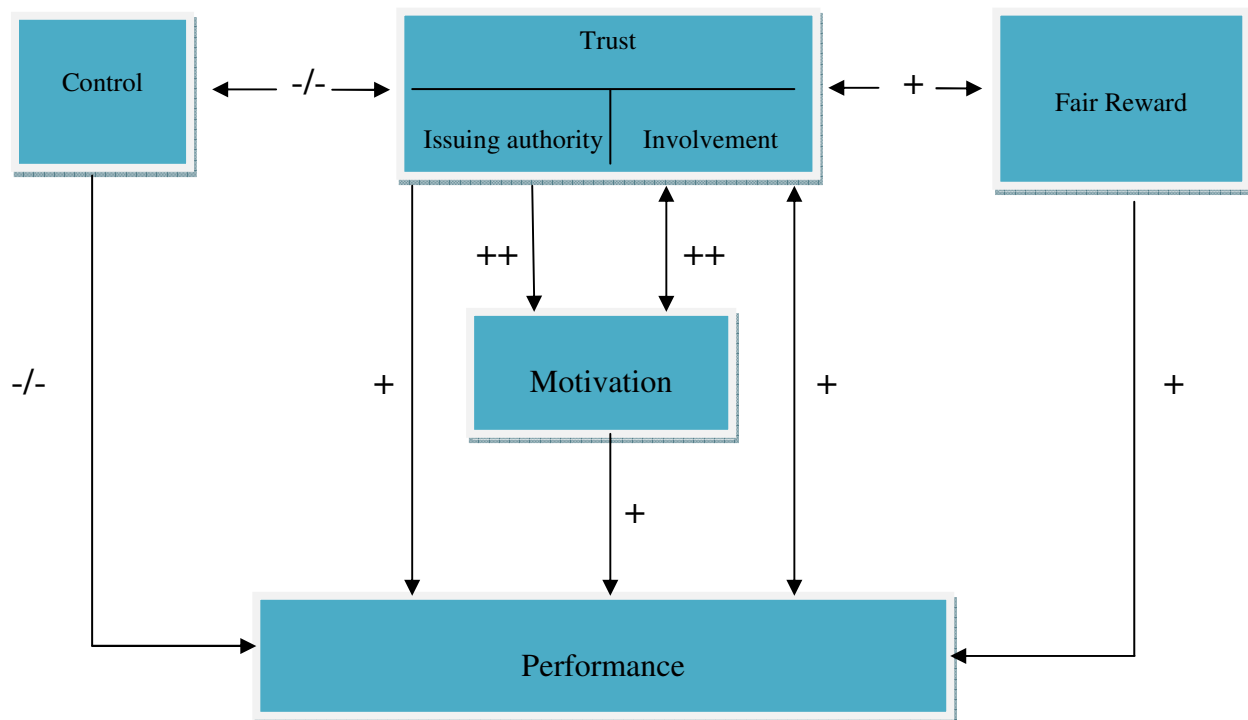 Trust
Control
-/-
+
Fair Reward
Issuing authority
Involvement
++
++
Motivation
-/-
+
+
+
+
Performance